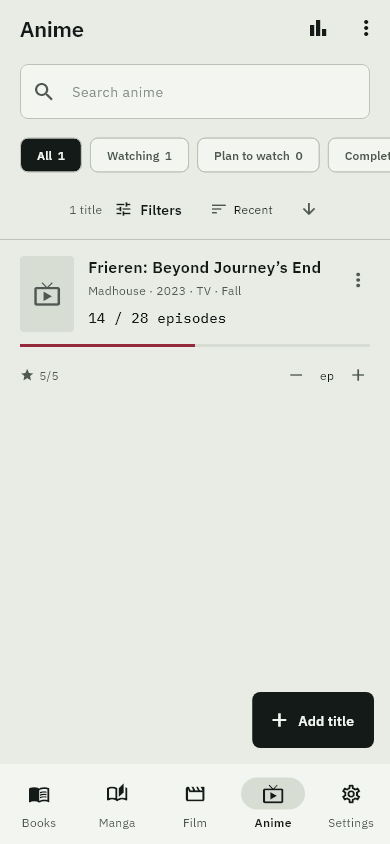 Anime
Search anime
All 1 Watching 1 Plan to watch 0 Complet
1 title Filters Recent
Frieren: Beyond Journey’s End
Madhouse · 2023 · TV · Fall
14 / 28 episodes
5/5 ep
Add title
Books Manga Film Anime Settings